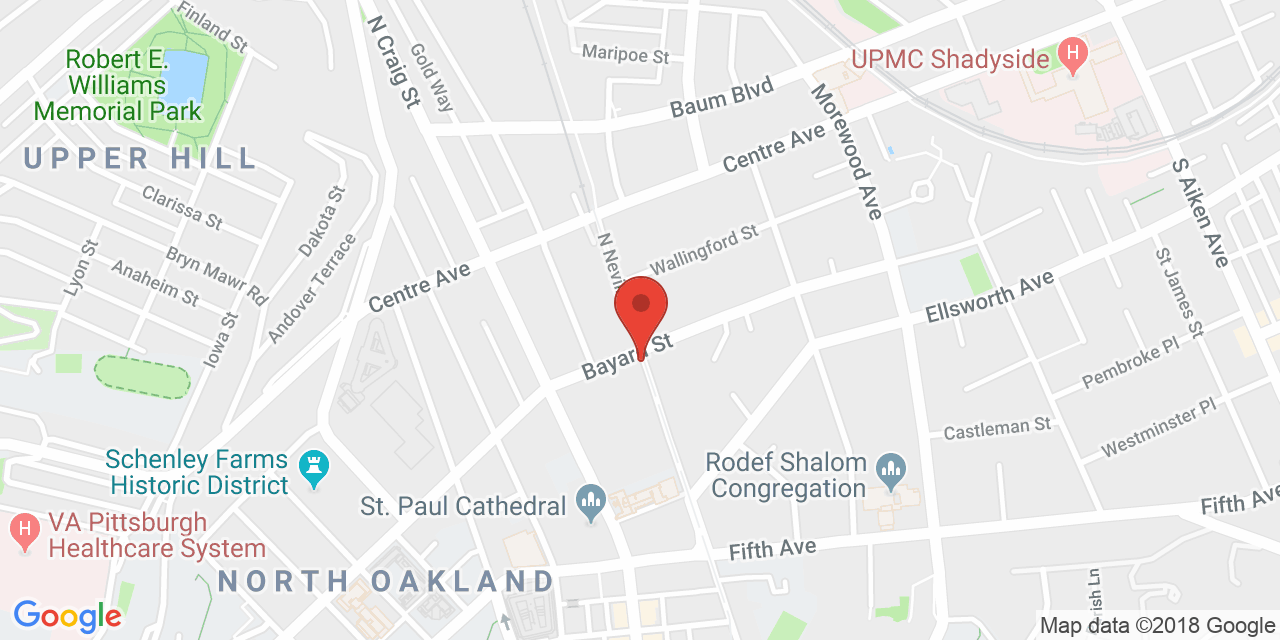 Finland St
N Craig St
Gold Way
Maripoe St
Baum Blvd
UPMC Shadyside
H
Robert E.
Williams
Memorial Park
UPPER HILL
Centre Ave
Morewood Ave
S Aiken Ave
Clarissa St
Dakota St
Lyon St
Bryn Mawr Rd
Anaheim St
Andover Terrace
Iowa St
Centre Ave
Wallingford St
Ellsworth Ave
St James St
Bayard St
Pembroke Pl
Westminster Pl
Castleman St
Schenley Farms
Historic District
Rodef Shalom
Congregation
St. Paul Cathedral
Fifth Ave
H
VA Pittsburgh
Healthcare System
Fifth Ave
NORTH OAKLAND
Google
Map data ©2018 Google